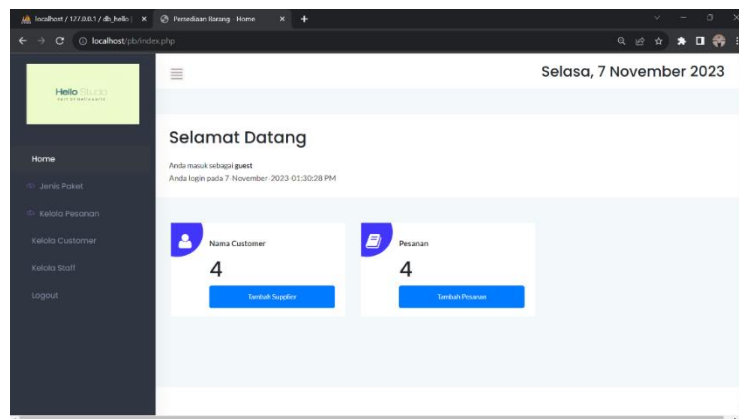 localhost / 127.0.0.1 / db_hello |
Persediaan Barang - Home
localhost/pb/index.php
Hello Studio
Selasa, 7 November 2023
Selamat Datang
Anda masuk sebagai guest
Anda login pada 7-November-2023-01:30:28 PM
Home
Jenis Paket
Kelola Pesanan
Kelola Customer
Kelola Staff
Logout
Nama Customer
4
Tambah Supplier
Pesanan
4
Tambah Pesanan